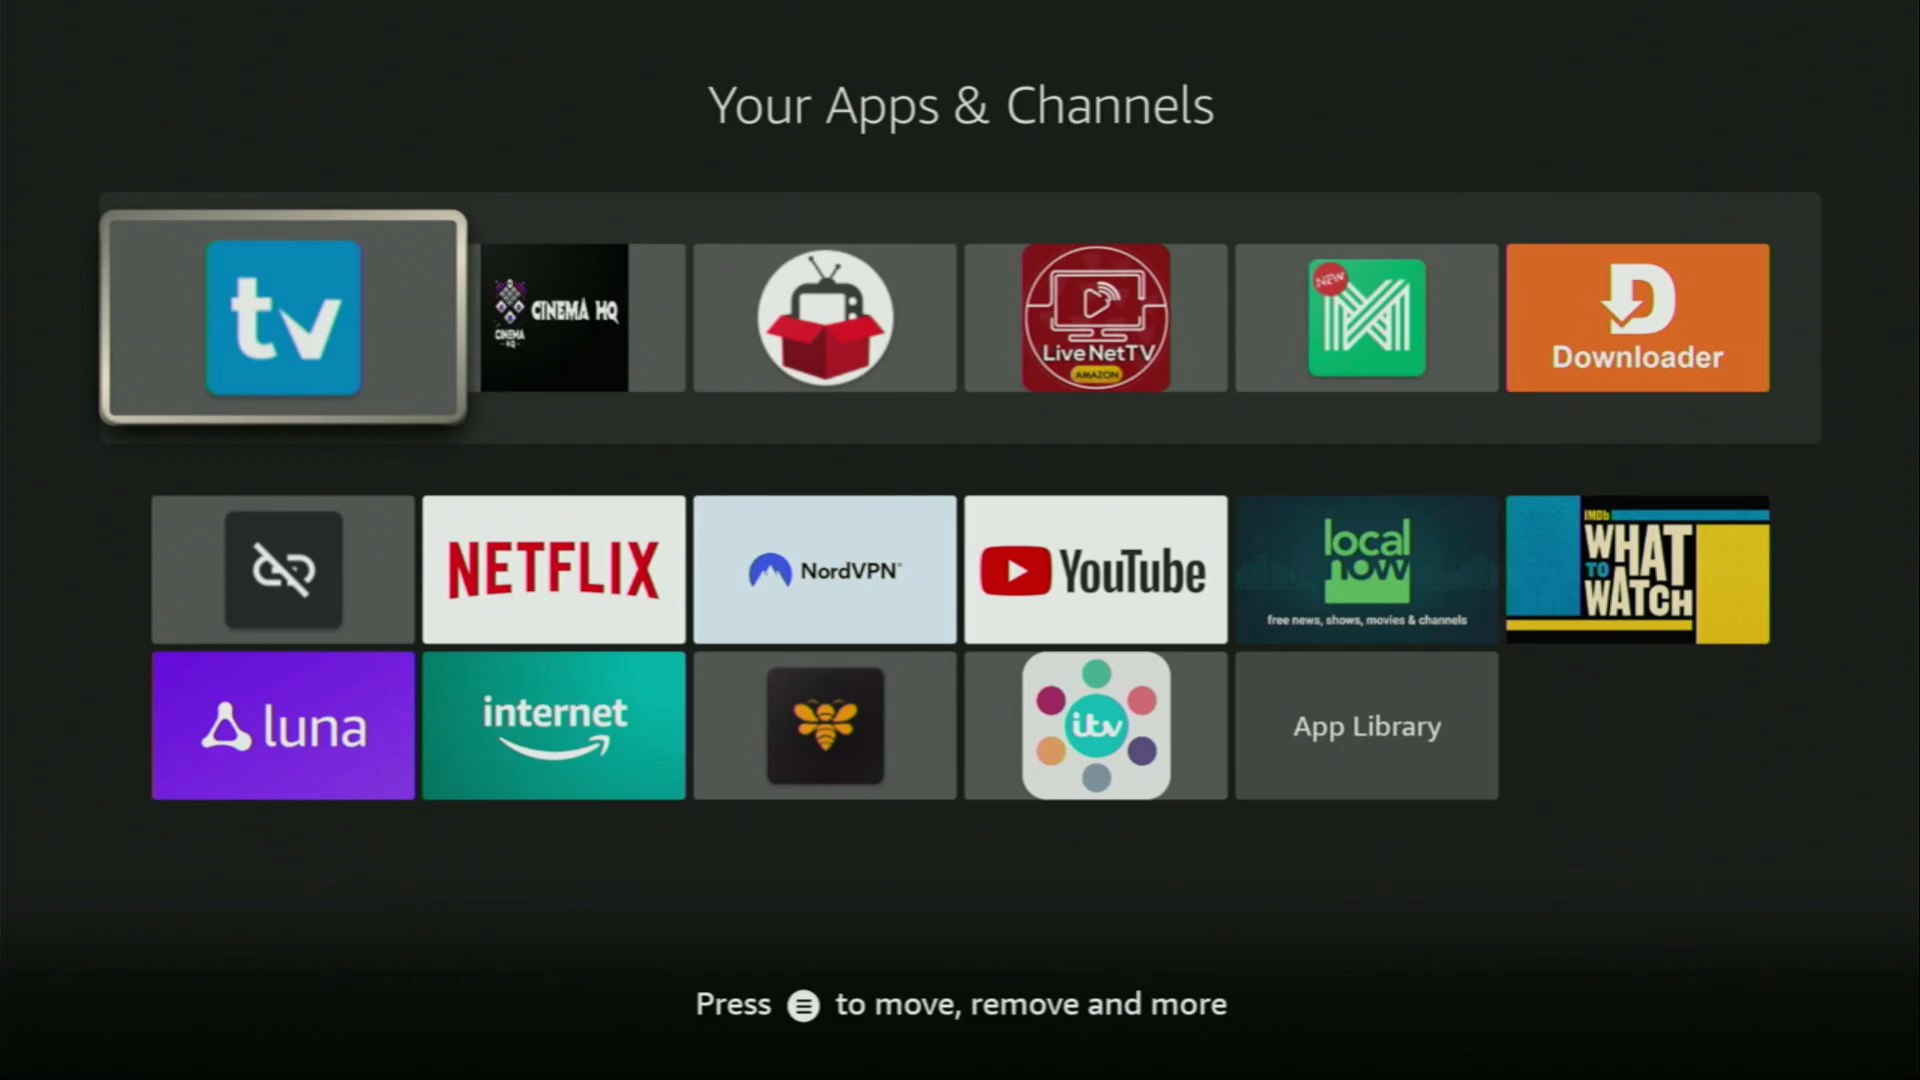 Your Apps & Channels
tv
CINEMA HQ
CINEMA
-HQ-
Live NetTV
AMAZON
NEW
Downloader
NETFLIX
NordVPN
YouTube
local
now
free news, shows, movies & channels
IMDb
WHAT
TO
WATCH
luna
internet
itv
App Library
Press to move, remove and more